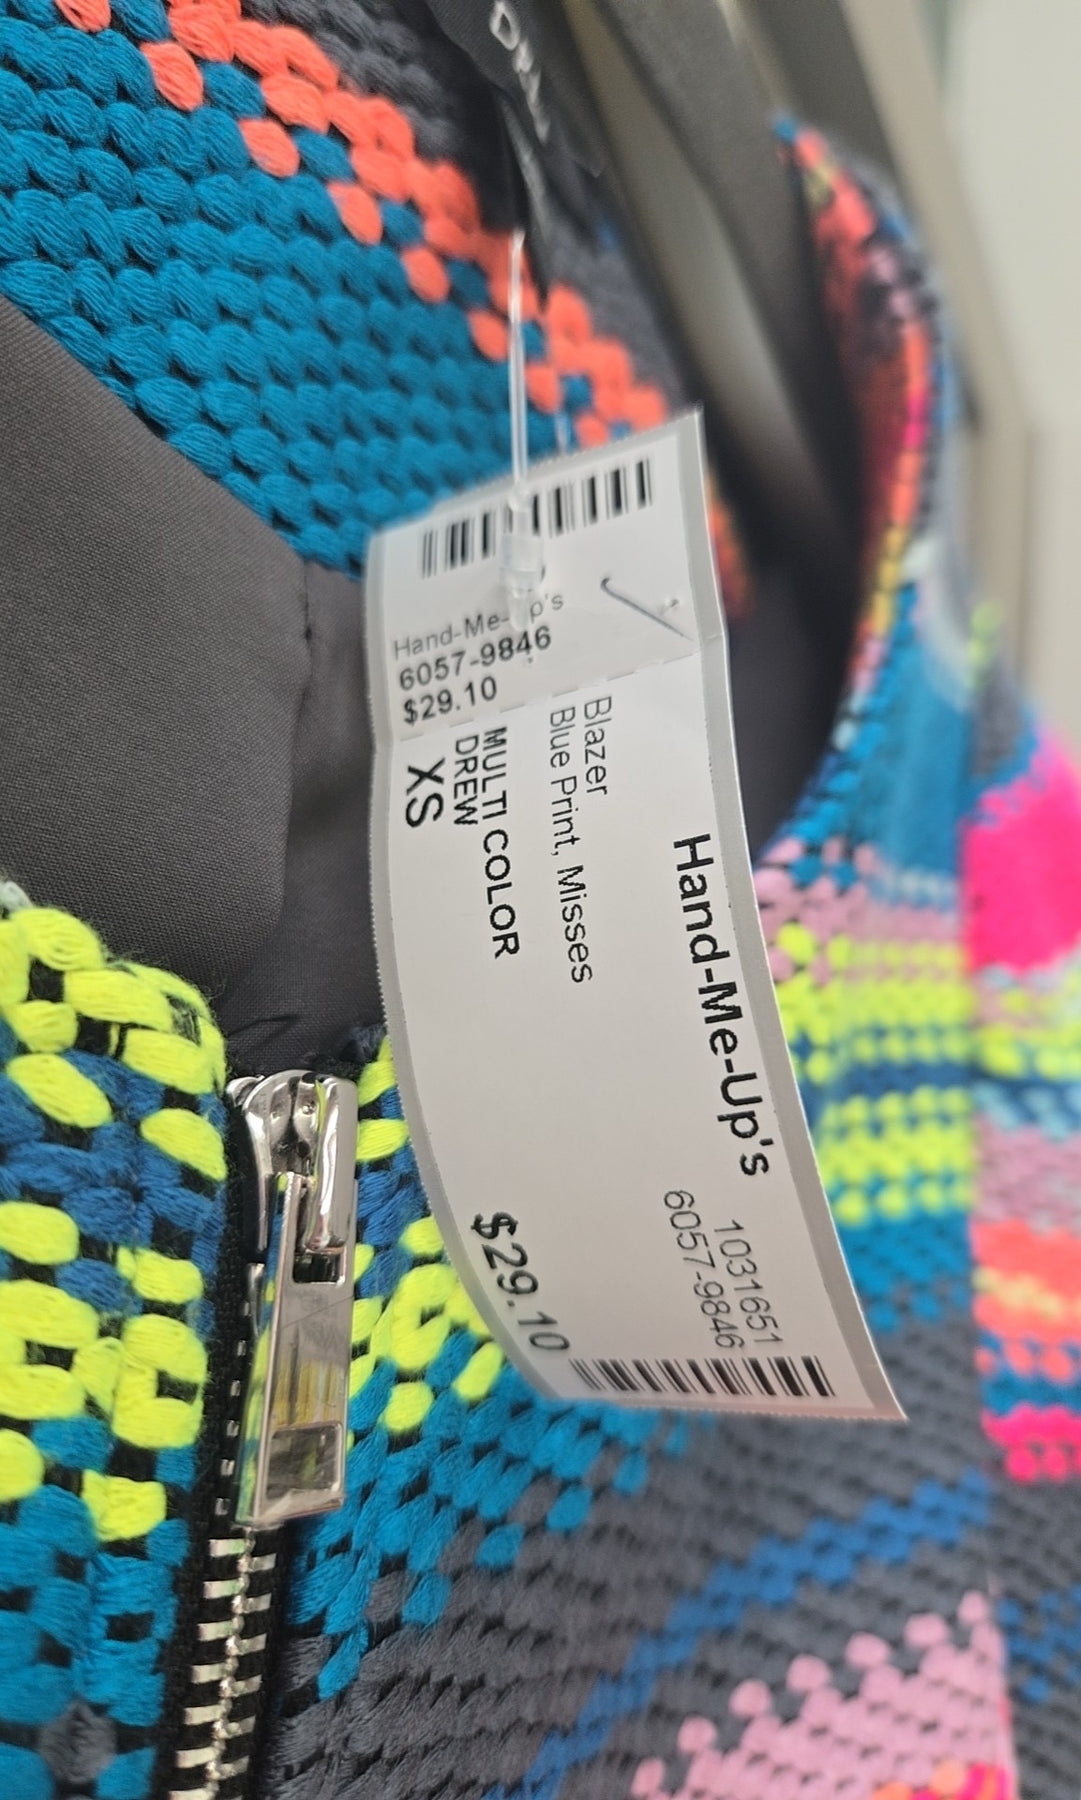 Hand-Me-Up's
6057-9846
$29.10
Hand-Me-Up's
1031651
6057-9846
Blazer
Blue Print, Misses
MULTI COLOR
DREW
XS
$29.10